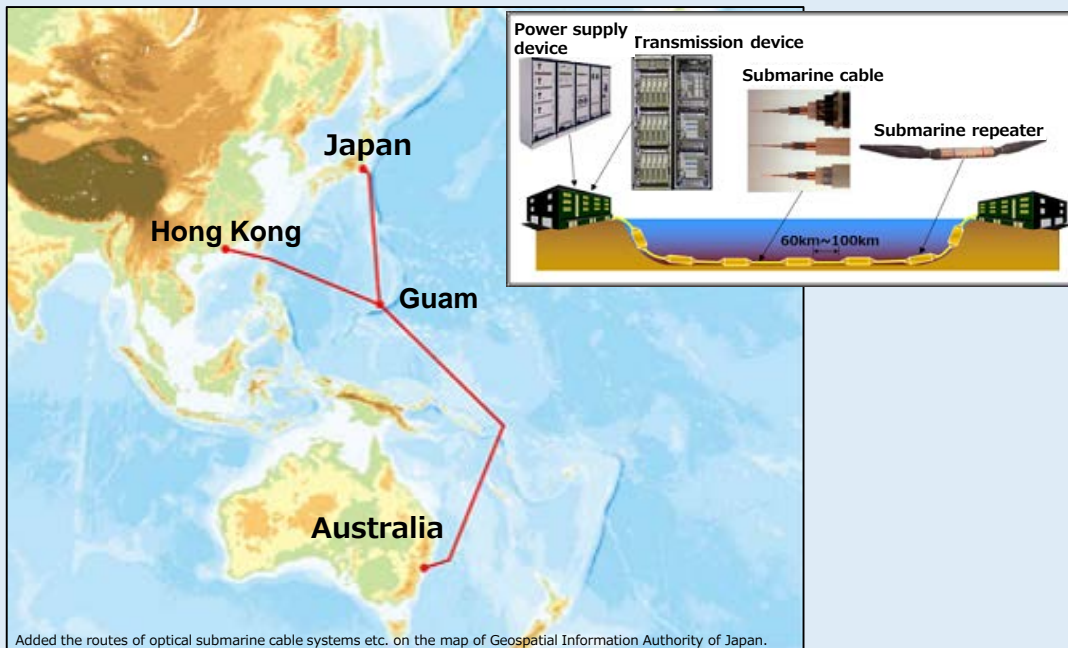 Power supply
device
Transmission device
Submarine cable
Submarine repeater
60km~100km
Japan
Hong Kong
Guam
Australia
Added the routes of optical submarine cable systems etc. on the map of Geospatial Information Authority of Japan.